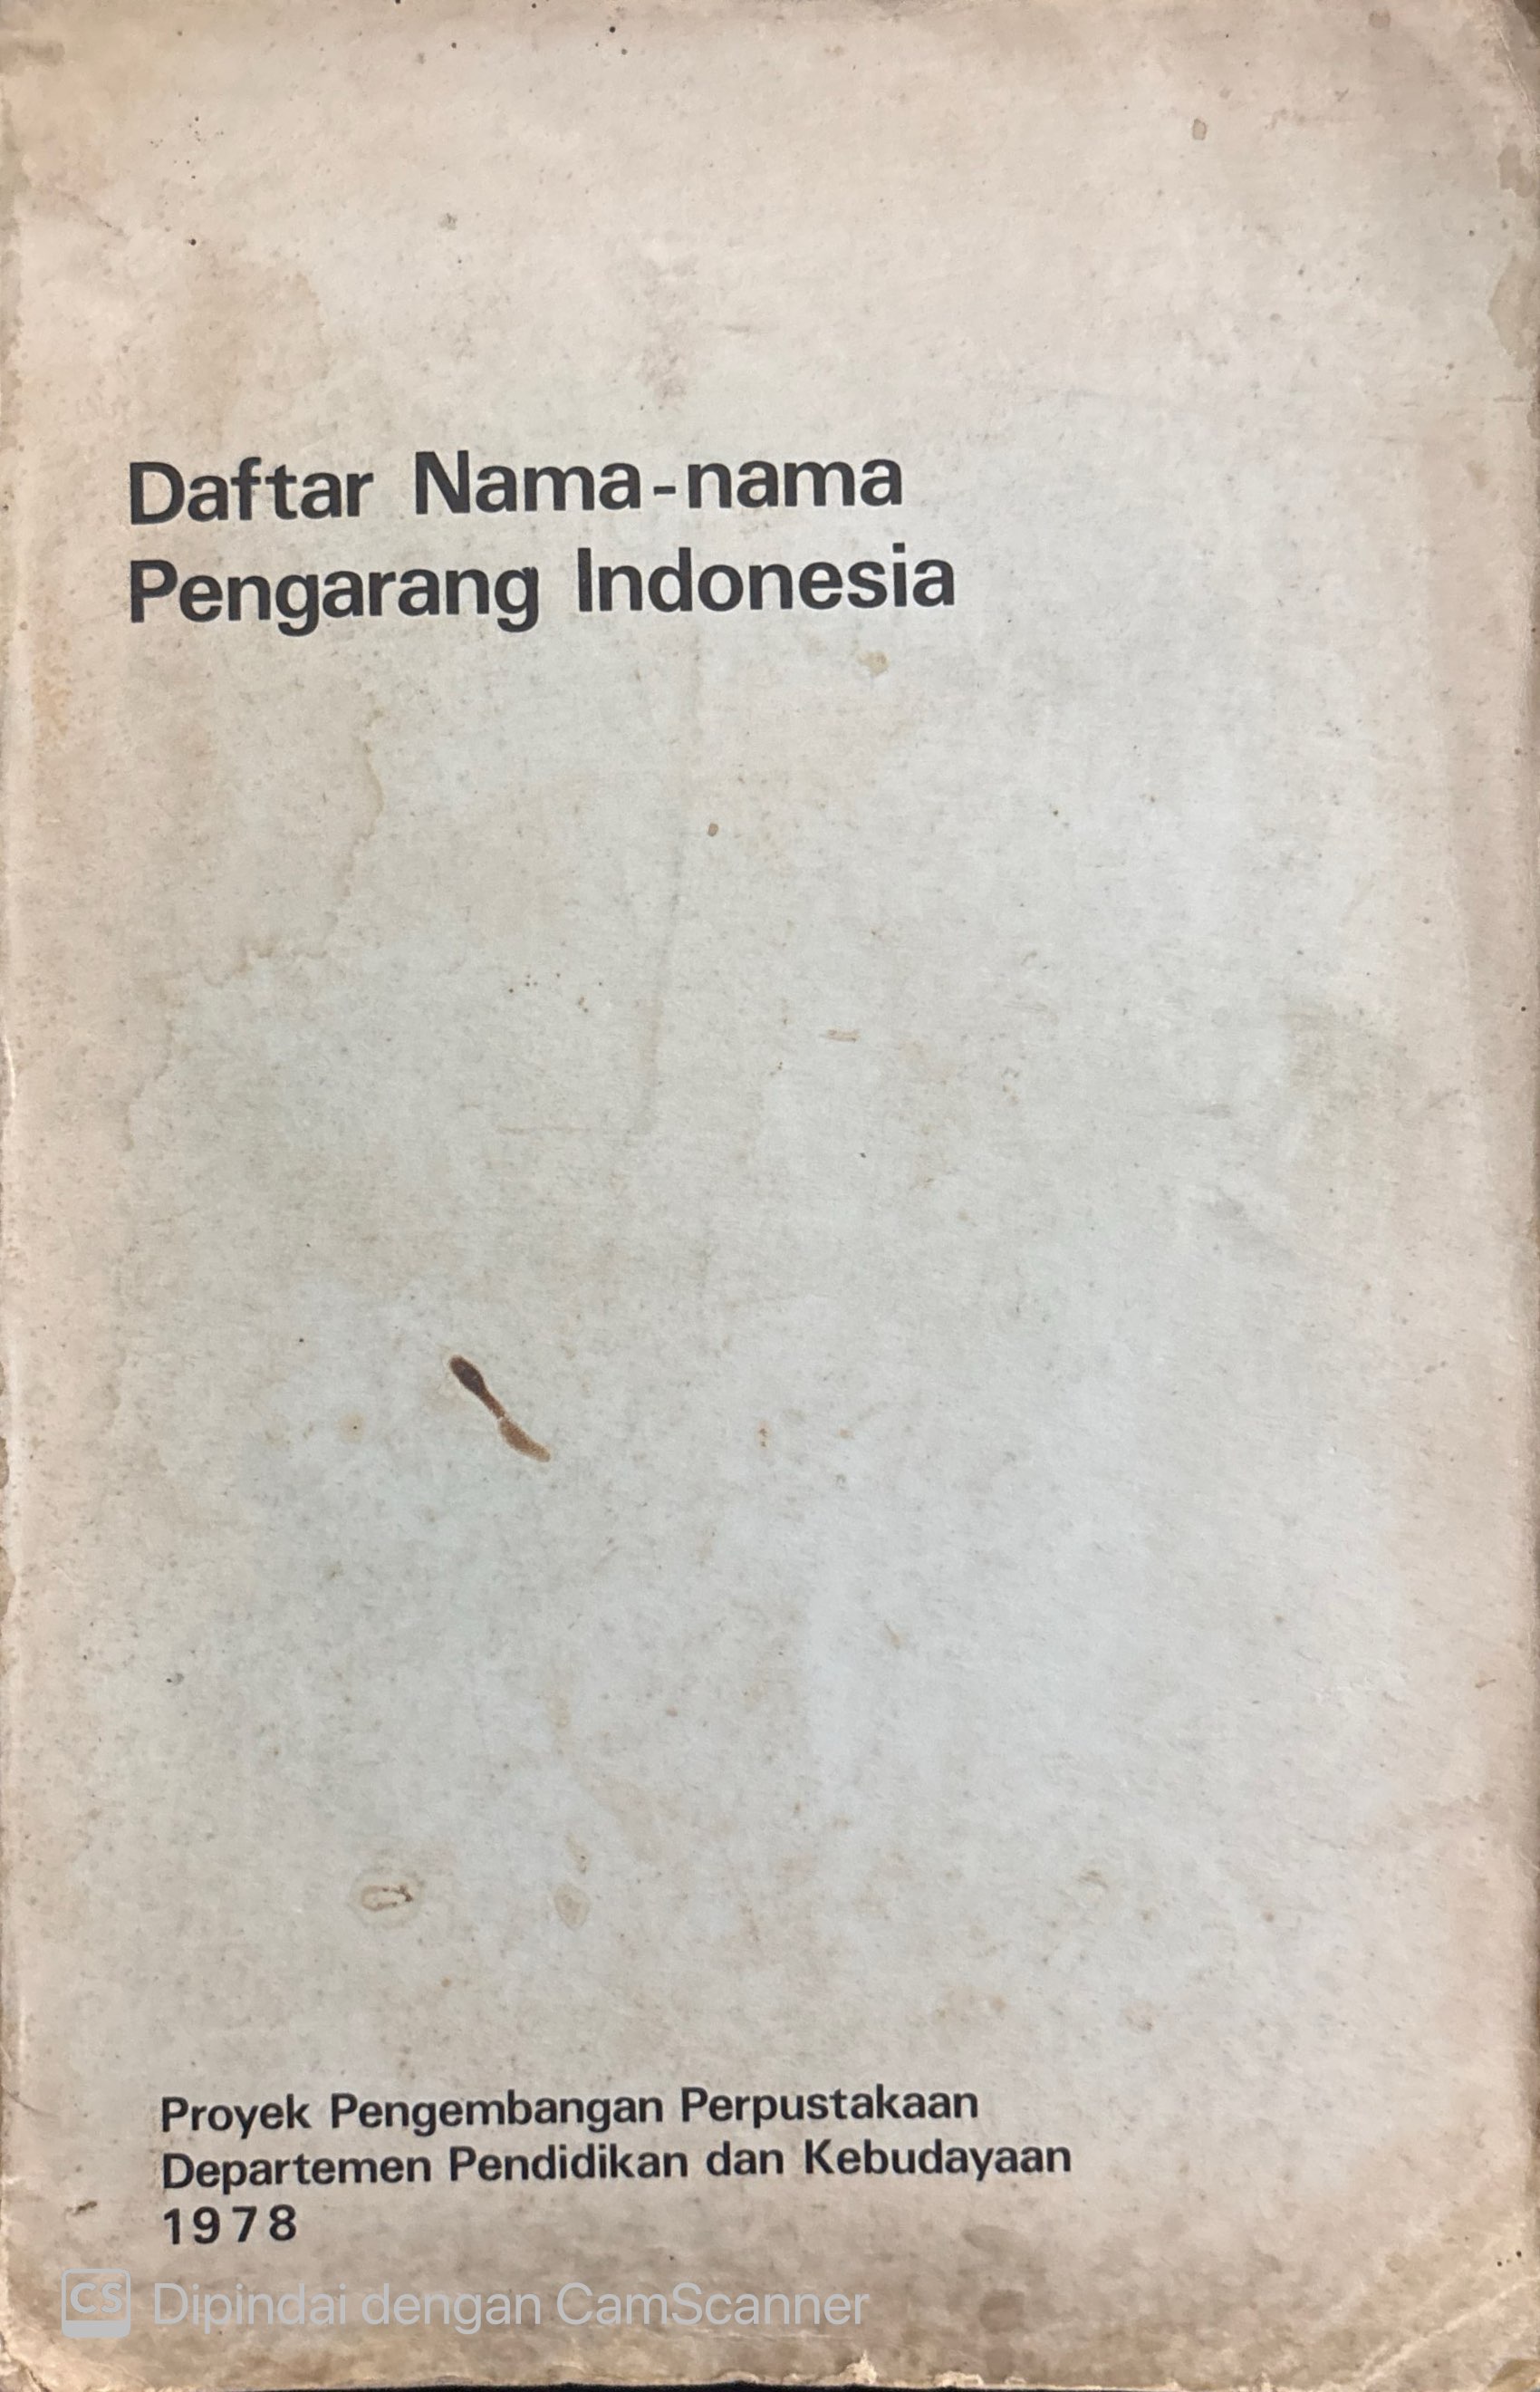 Daftar Nama-nama
Pengarang Indonesia
Proyek Pengembangan Perpustakaan
Departemen Pendidikan dan Kebudayaan
1978
CS Dipindai dengan CamScanner